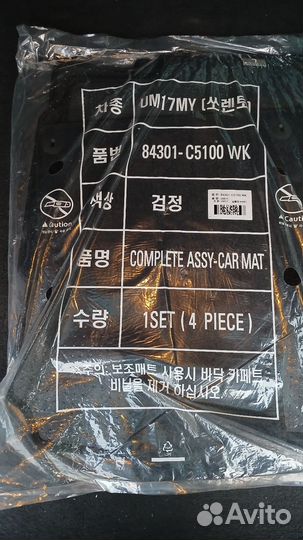 차종 UM17MY (쏘렌토)
품번 84301-C5100 WK
색상 검정
⚠Caution
⚠Caution
품명 COMPLETE ASSY-CAR MAT
수량 1SET ( 4 PIECE )
주의: 보조매트 사용시 바닥 카페트
비닐을 제거 하십시오.
Avito